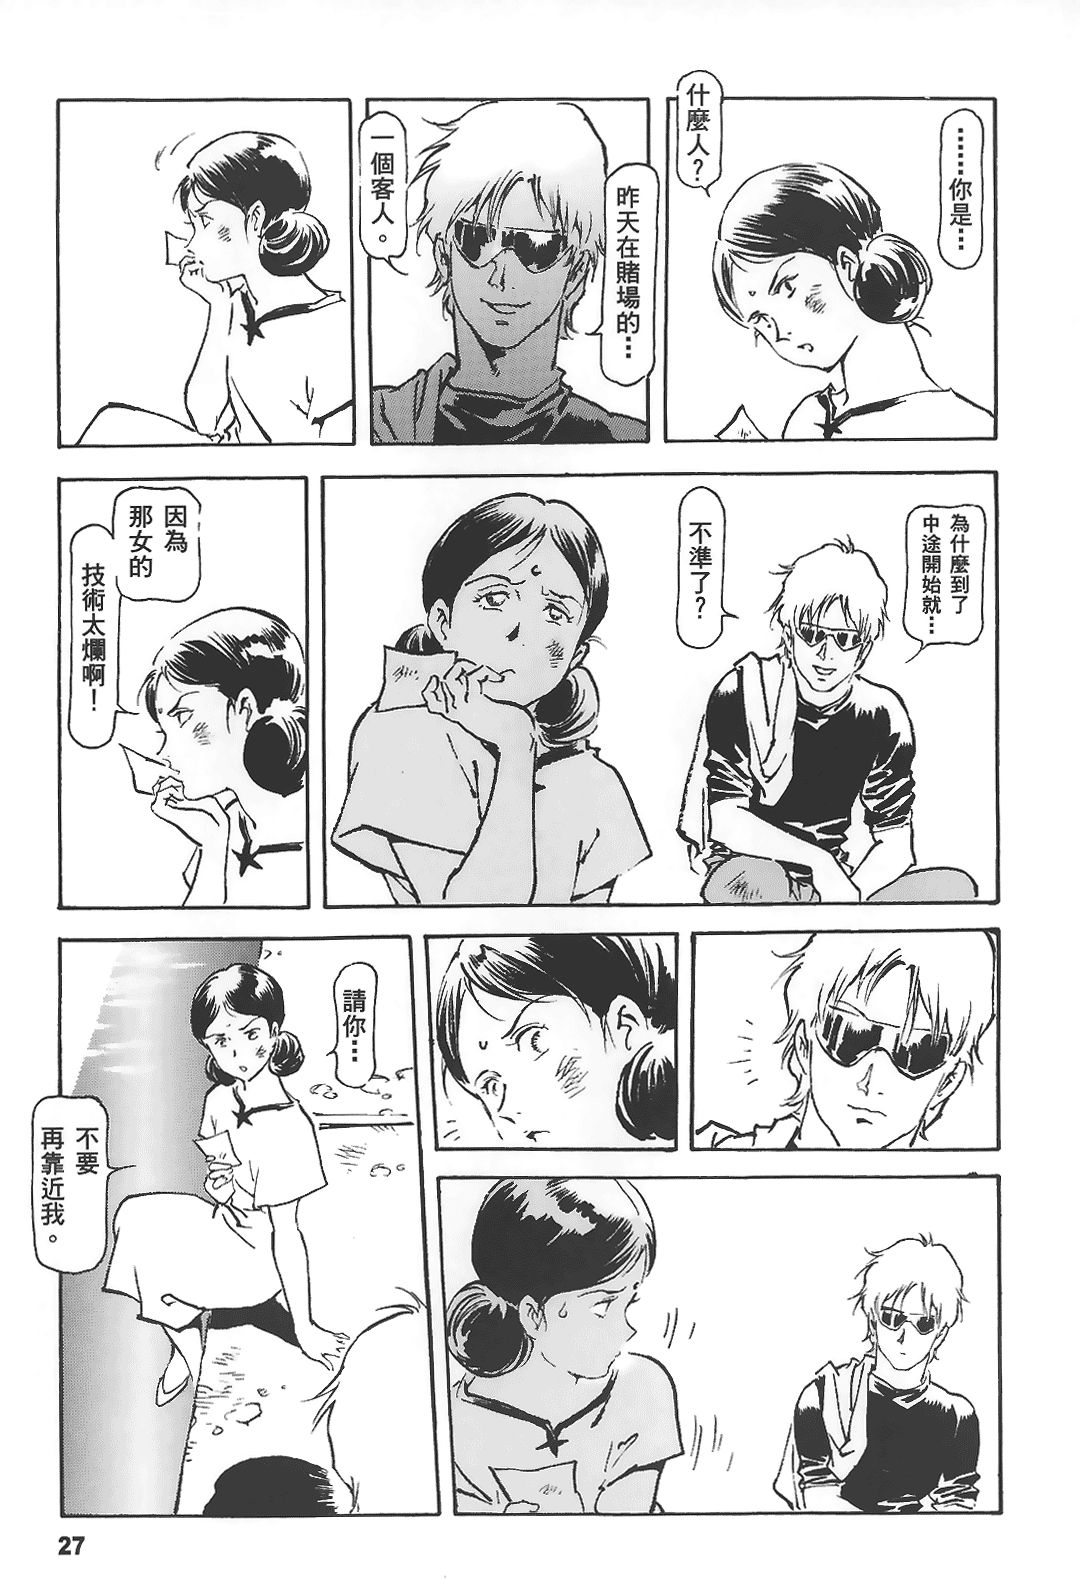 ……你是…
什麼人？
昨天在賭場的…
一個客人。
為什麼到了
中途開始就…
不準了？
因為
那女的
技術太爛啊！
請你…
不要
再靠近我。
27